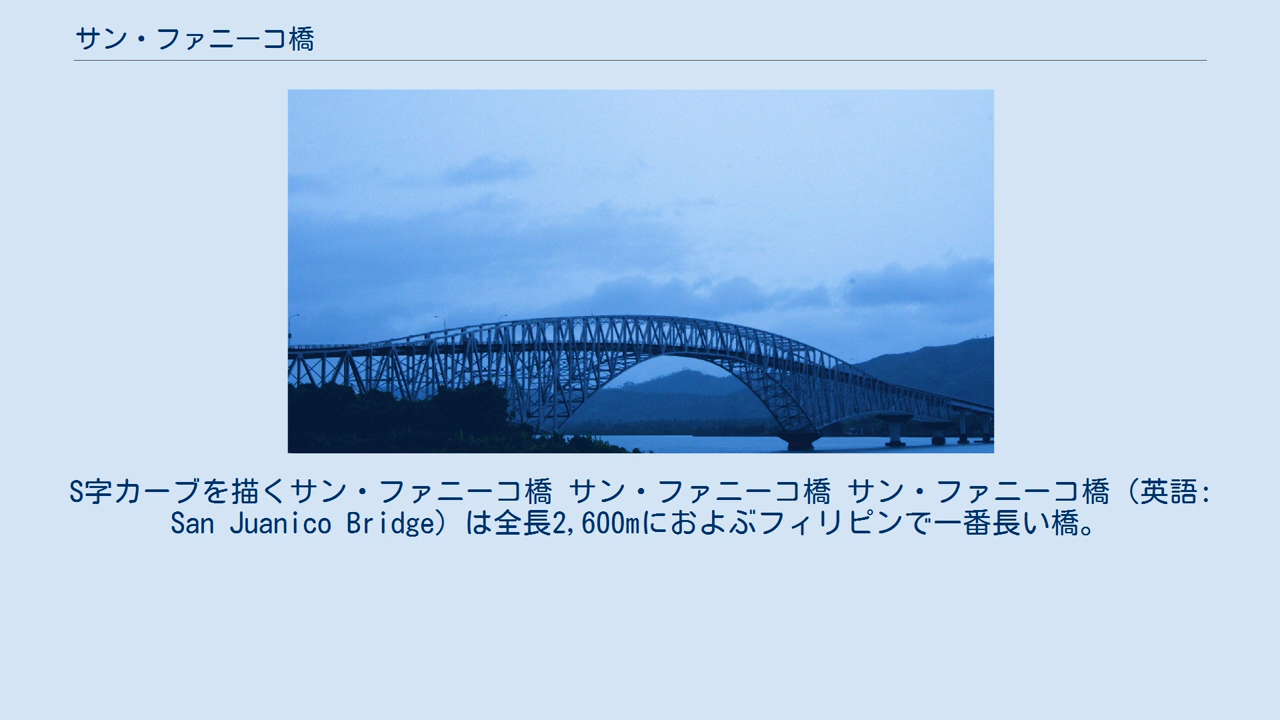 サン・ファニーコ橋
S字カーブを描くサン・ファニーコ橋 サン・ファニーコ橋 サン・ファニーコ橋（英語:
San Juanico Bridge）は全長2,600mにおよぶフィリピンで一番長い橋。